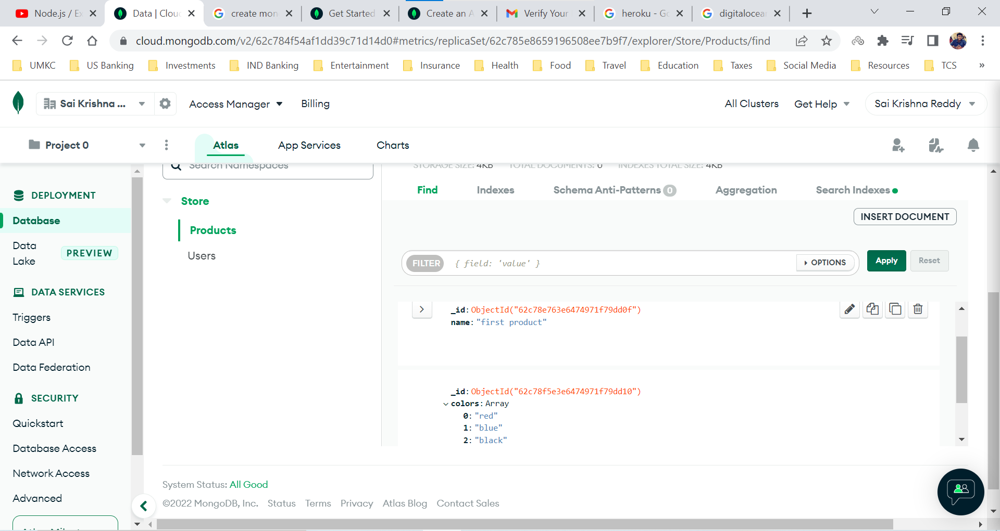 Node.js / Ex
Data | Clou
create mon
Get Started
Create an A
Verify Your
heroku - Go
digitalocean
cloud.mongodb.com/v2/62c784f54af1dd39c71d14d0#metrics/replicaSet/62c785e8659196508ee7b9f7/explorer/Store/Products/find
UMKC
US Banking
Investments
IND Banking
Entertainment
Insurance
Health
Food
Travel
Education
Taxes
Social Media
Resources
TCS
»
Sai Krishna ...
Access Manager
Billing
All Clusters
Get Help
Sai Krishna Reddy
Project 0
Atlas
App Services
Charts
DEPLOYMENT
Database
Data Lake
PREVIEW
DATA SERVICES
Triggers
Data API
Data Federation
SECURITY
Quickstart
Database Access
Network Access
Advanced
Search Namespaces
Store
Products
Users
STORAGE SIZE: 4KB TOTAL DOCUMENTS: 0 INDEXES TOTAL SIZE: 4KB
Find
Indexes
Schema Anti-Patterns 0
Aggregation
Search Indexes
INSERT DOCUMENT
FILTER { field: 'value' }
OPTIONS
Apply
Reset
_id: ObjectId("62c78e763e6474971f79dd0f")
name: "first product"
_id: ObjectId("62c78f5e3e6474971f79dd10")
colors: Array
0: "red"
1: "blue"
2: "black"
System Status: All Good
©2022 MongoDB, Inc. Status Terms Privacy Atlas Blog Contact Sales